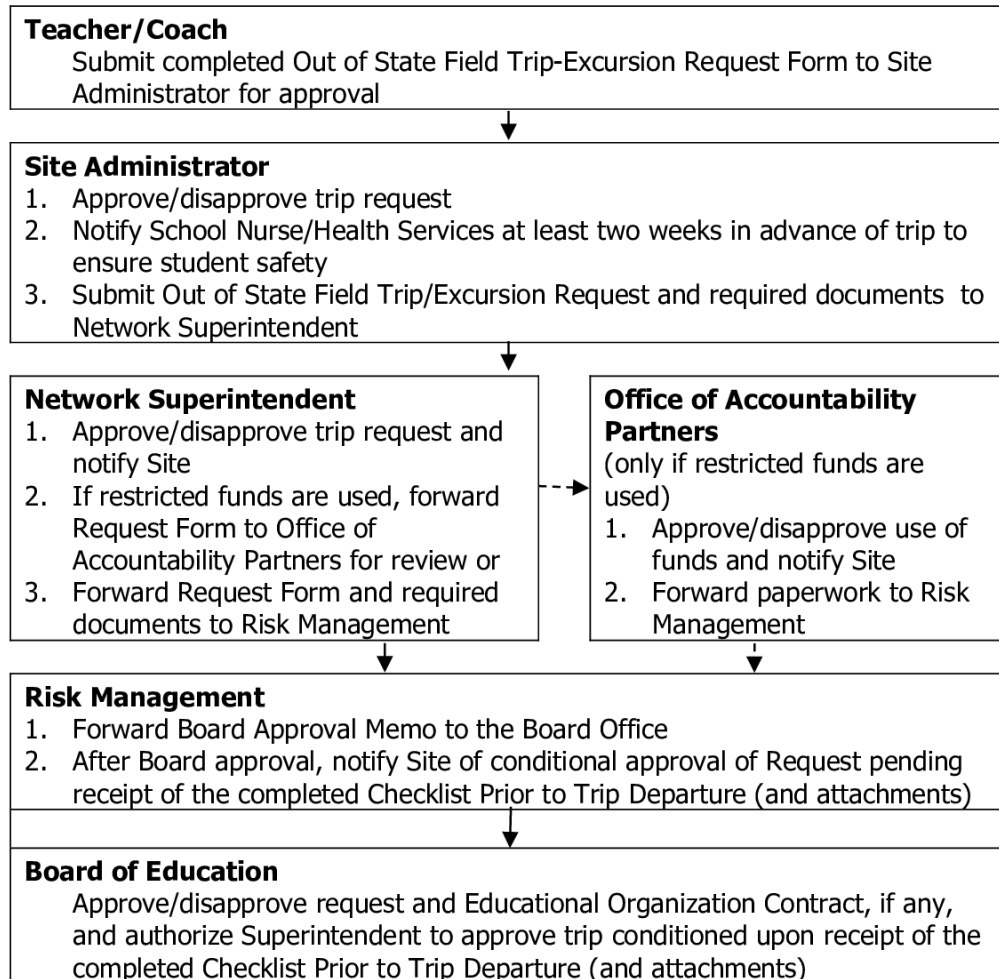 Teacher/Coach
Submit completed Out of State Field Trip-Excursion Request Form to Site
Administrator for approval
Site Administrator
1. Approve/disapprove trip request
2. Notify School Nurse/Health Services at least two weeks in advance of trip to
ensure student safety
3. Submit Out of State Field Trip/Excursion Request and required documents to
Network Superintendent
Network Superintendent
1. Approve/disapprove trip request and
notify Site
2. If restricted funds are used, forward
Request Form to Office of
Accountability Partners for review or
3. Forward Request Form and required
documents to Risk Management
Office of Accountability
Partners
(only if restricted funds are
used)
1. Approve/disapprove use of
funds and notify Site
2. Forward paperwork to Risk
Management
Risk Management
1. Forward Board Approval Memo to the Board Office
2. After Board approval, notify Site of conditional approval of Request pending
receipt of the completed Checklist Prior to Trip Departure (and attachments)
Board of Education
Approve/disapprove request and Educational Organization Contract, if any,
and authorize Superintendent to approve trip conditioned upon receipt of the
completed Checklist Prior to Trip Departure (and attachments)